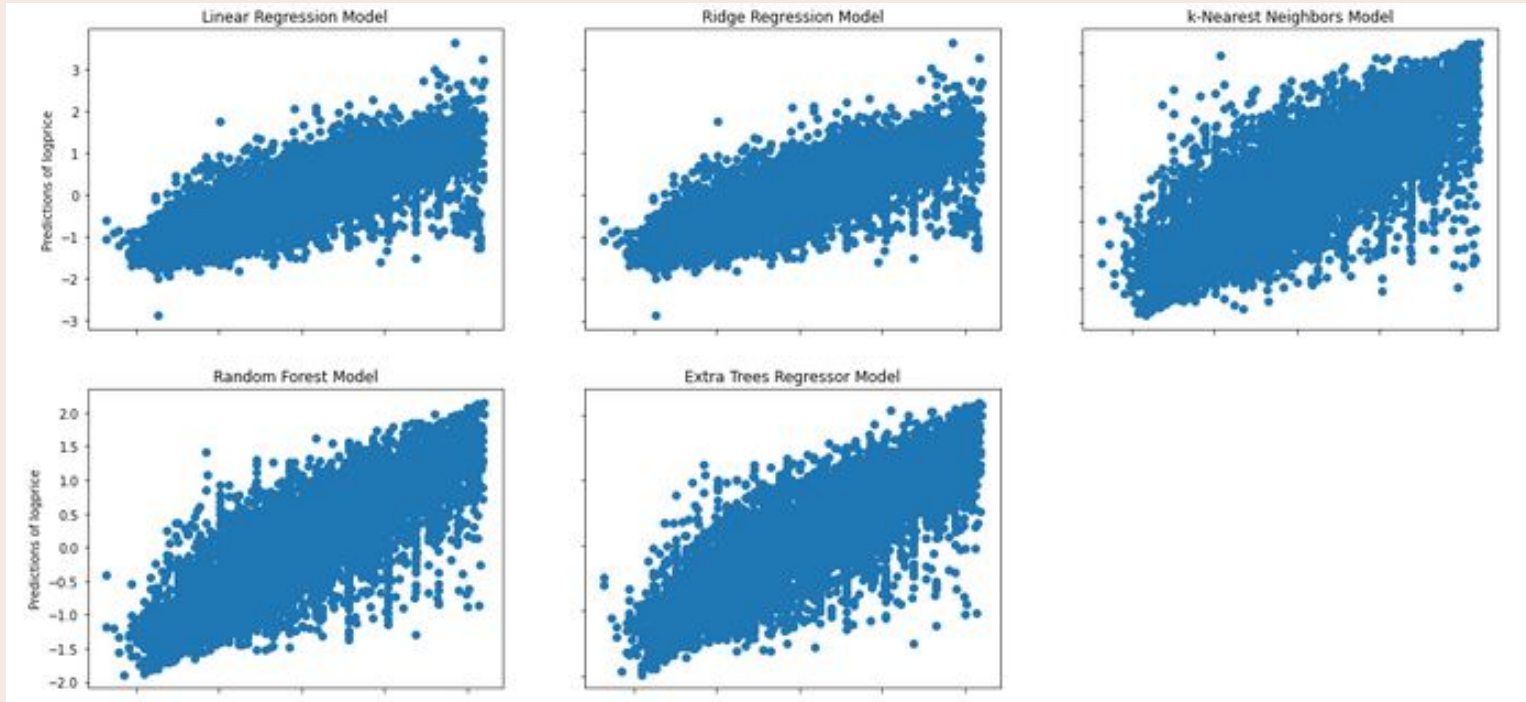 Linear Regression Model
Ridge Regression Model
k-Nearest Neighbors Model
Predictions of logprice
3
2
1
0
−1
−2
−3
Random Forest Model
Extra Trees Regressor Model
Predictions of logprice
2.0
1.5
1.0
0.5
0.0
−0.5
−1.0
−1.5
−2.0